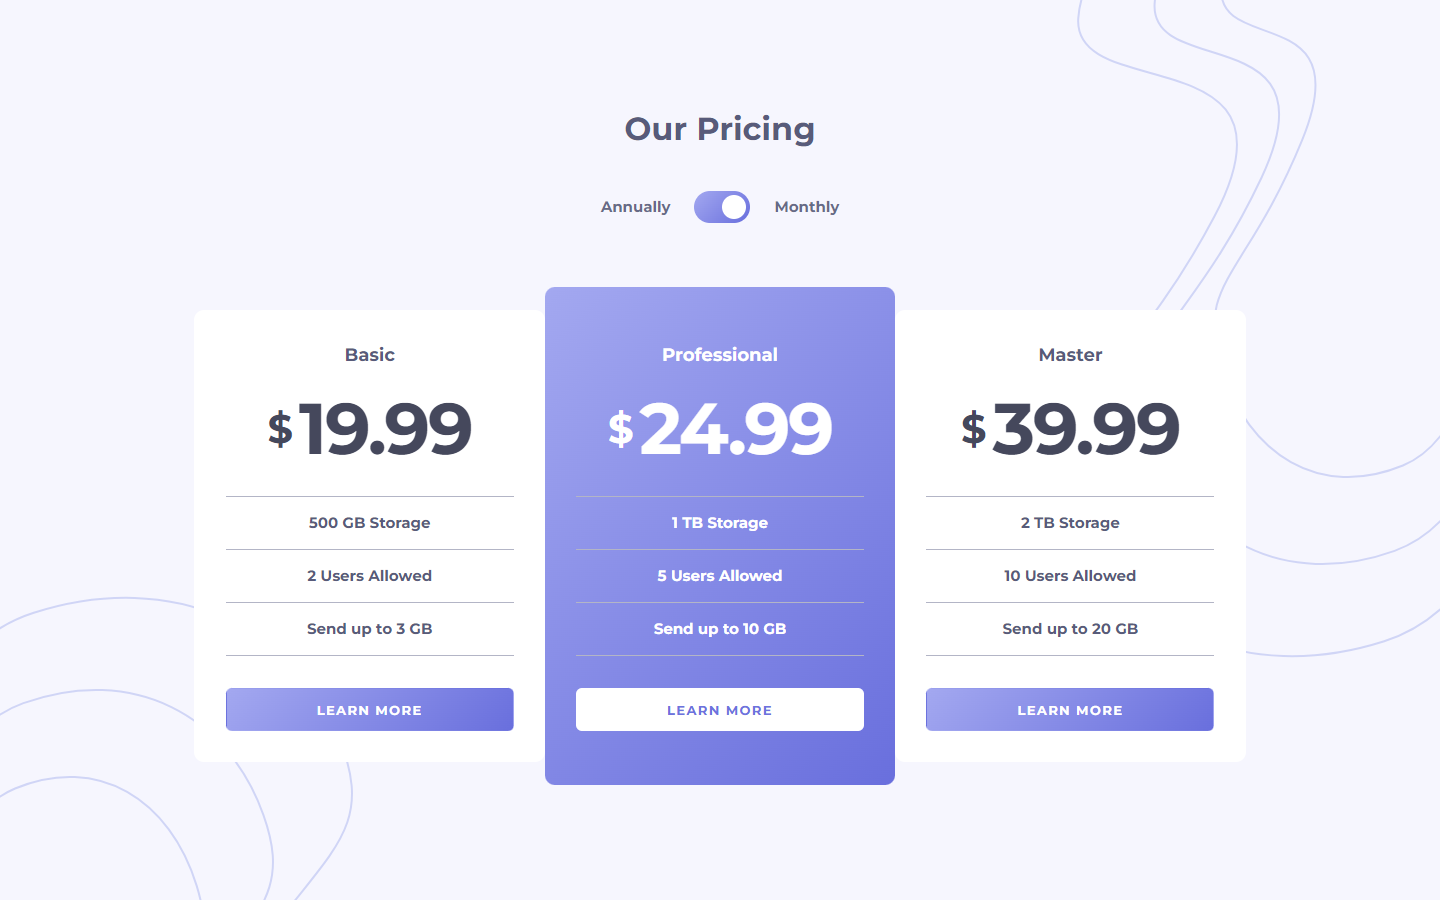 Our Pricing
Annually Monthly
Basic
$19.99
500 GB Storage
2 Users Allowed
Send up to 3 GB
LEARN MORE
Professional
$24.99
1 TB Storage
5 Users Allowed
Send up to 10 GB
LEARN MORE
Master
$39.99
2 TB Storage
10 Users Allowed
Send up to 20 GB
LEARN MORE